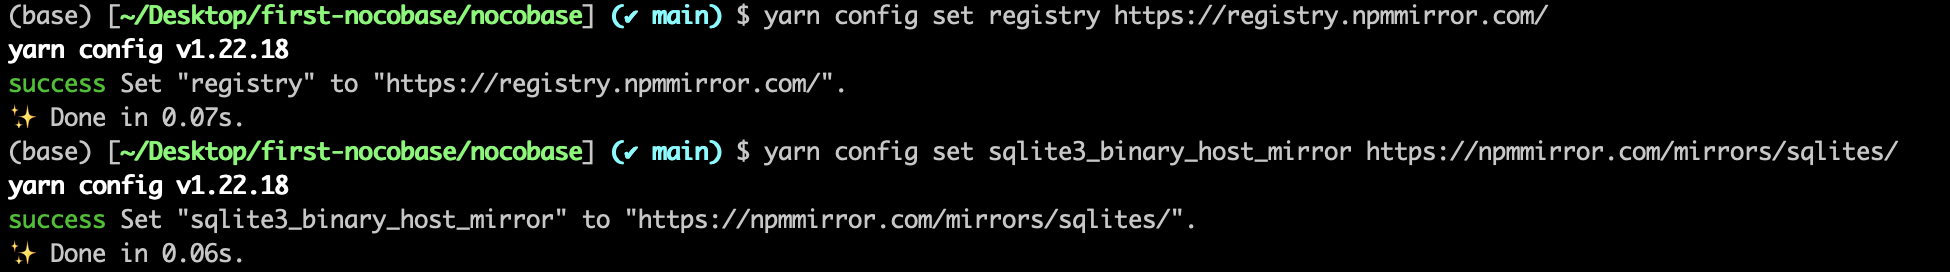 (base) [~/Desktop/first-nocobase/nocobase] (✔ main) $ yarn config set registry https://registry.npmmirror.com/
yarn config v1.22.18
success Set "registry" to "https://registry.npmmirror.com/".
✨ Done in 0.07s.
(base) [~/Desktop/first-nocobase/nocobase] (✔ main) $ yarn config set sqlite3_binary_host_mirror https://npmmirror.com/mirrors/sqlites/
yarn config v1.22.18
success Set "sqlite3_binary_host_mirror" to "https://npmmirror.com/mirrors/sqlites/".
✨ Done in 0.06s.